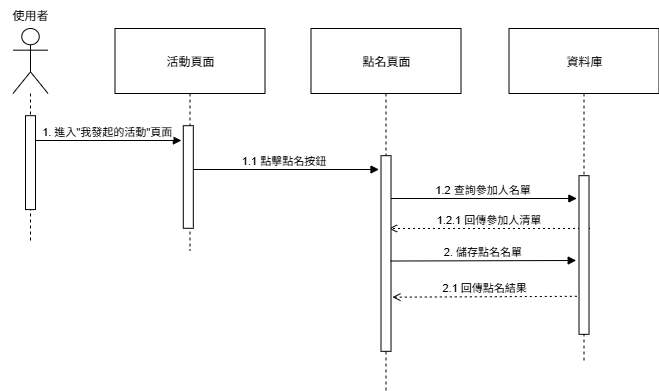 使用者
活動頁面
點名頁面
資料庫
1. 進入"我發起的活動"頁面
1.1 點擊點名按鈕
1.2 查詢參加人名單
1.2.1 回傳參加人清單
2. 儲存點名名單
2.1 回傳點名結果